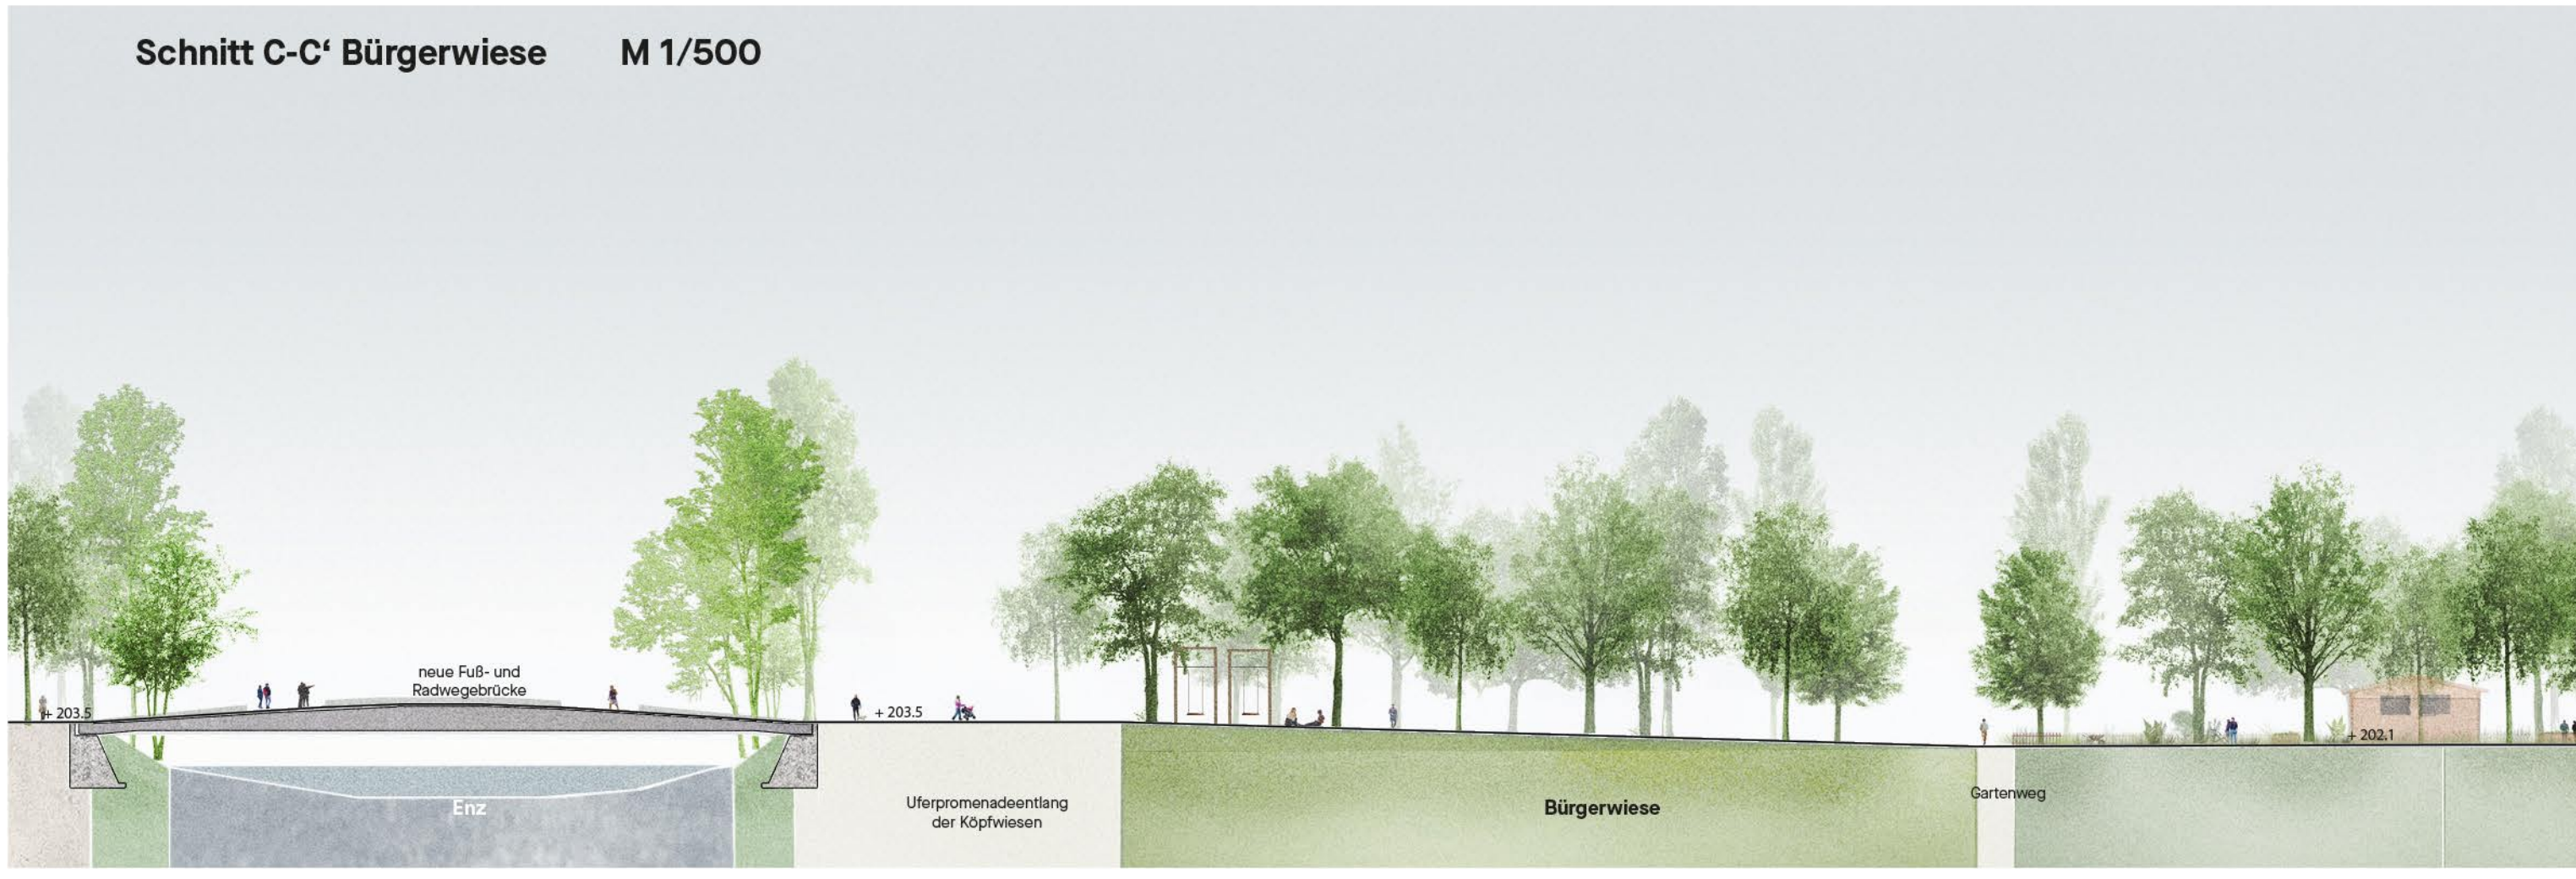 Schnitt C-C‘ Bürgerwiese M 1/500
neue Fuß- und
Radwegebrücke
+ 203.5
+ 203.5
+ 202.1
Enz
Uferpromenadeentlang
der Köpfwiesen
Bürgerwiese
Gartenweg